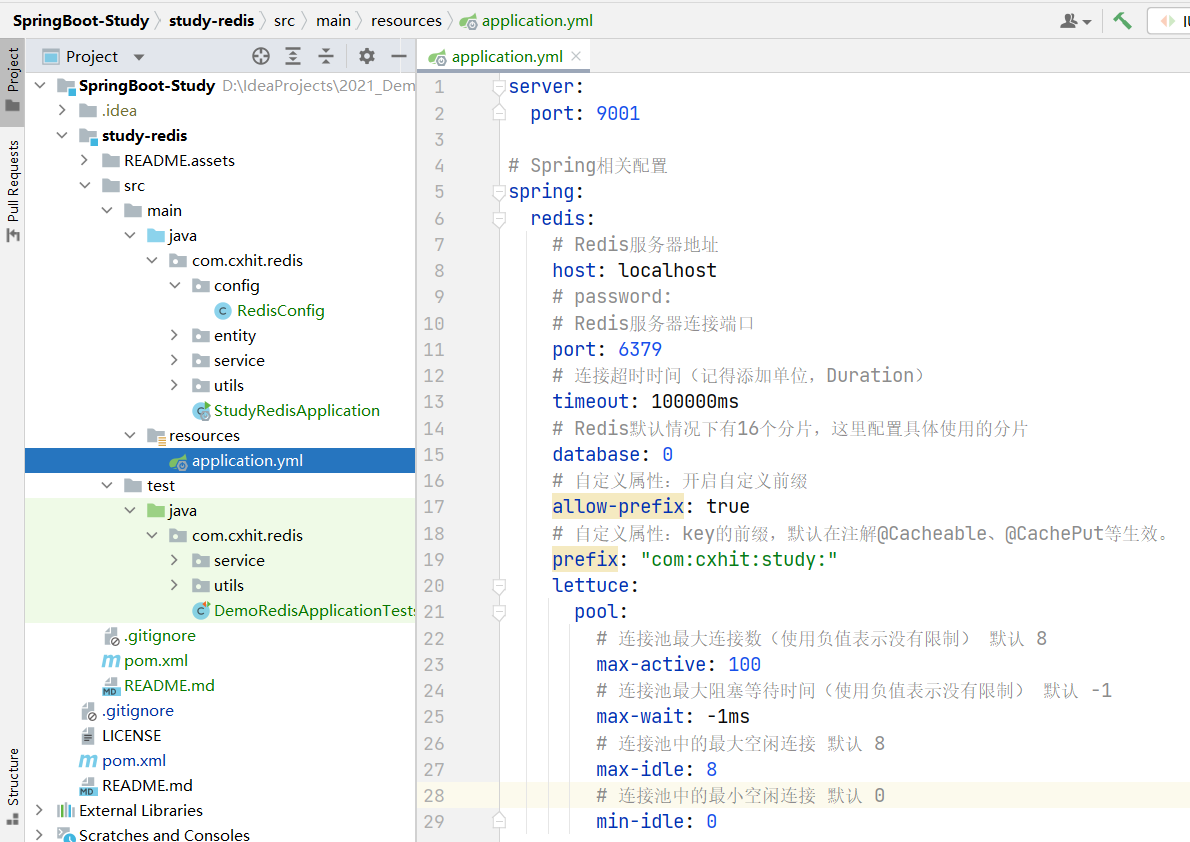 SpringBoot-Study study-redis src main resources application.yml
Project
Pull Requests
Structure
Project
SpringBoot-Study D:\IdeaProjects\2021_Dem
.idea
study-redis
README.assets
src
main
java
com.cxhit.redis
config
RedisConfig
entity
service
utils
StudyRedisApplication
resources
application.yml
test
java
com.cxhit.redis
service
utils
DemoRedisApplicationTests
.gitignore
pom.xml
README.md
.gitignore
LICENSE
pom.xml
README.md
External Libraries
Scratches and Consoles
application.yml
1 server:
2 port: 9001
3
4 # Spring相关配置
5 spring:
6 redis:
7 # Redis服务器地址
8 host: localhost
9 # password:
10 # Redis服务器连接端口
11 port: 6379
12 # 连接超时时间（记得添加单位，Duration）
13 timeout: 100000ms
14 # Redis默认情况下有16个分片，这里配置具体使用的分片
15 database: 0
16 # 自定义属性：开启自定义前缀
17 allow-prefix: true
18 # 自定义属性：key的前缀，默认在注解@Cacheable、@CachePut等生效。
19 prefix: "com:cxhit:study:"
20 lettuce:
21 pool:
22 # 连接池最大连接数（使用负值表示没有限制） 默认 8
23 max-active: 100
24 # 连接池最大阻塞等待时间（使用负值表示没有限制） 默认 -1
25 max-wait: -1ms
26 # 连接池中的最大空闲连接 默认 8
27 max-idle: 8
28 # 连接池中的最小空闲连接 默认 0
29 min-idle: 0